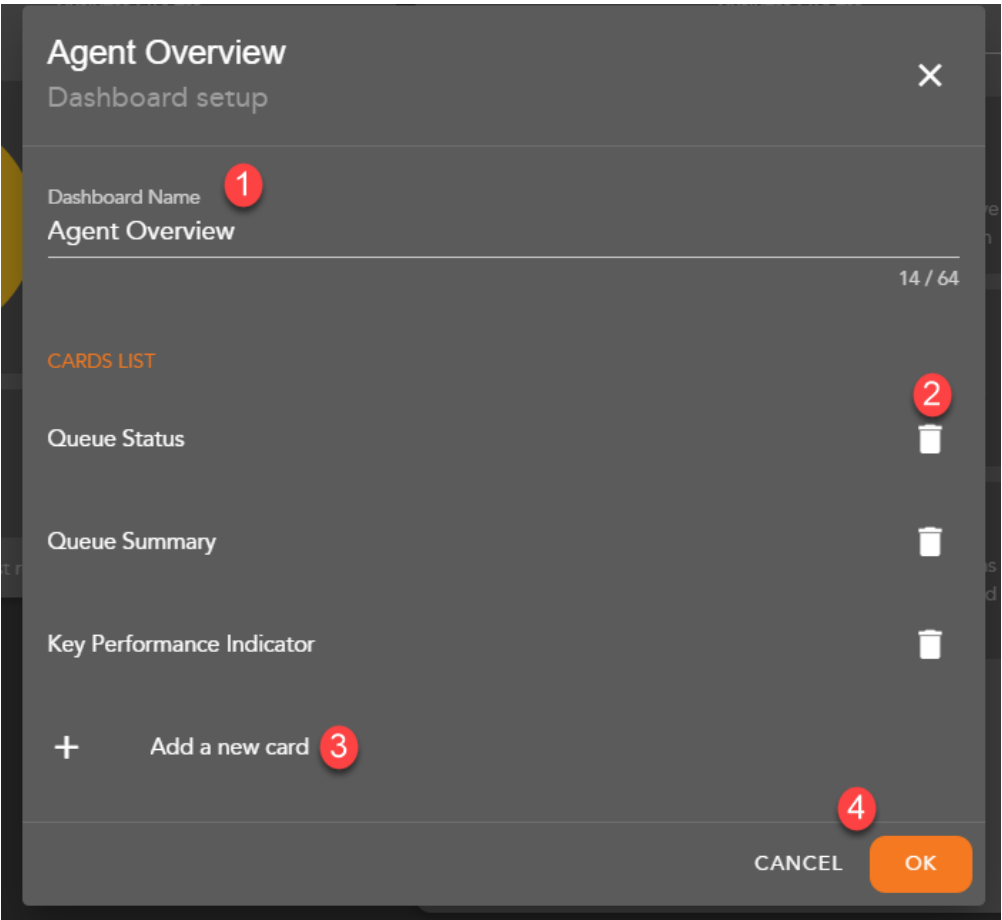 Agent Overview
Dashboard setup
Dashboard Name 1
Agent Overview
14 / 64
CARDS LIST
2
Queue Status
Queue Summary
Key Performance Indicator
+ Add a new card 3
4
CANCEL OK